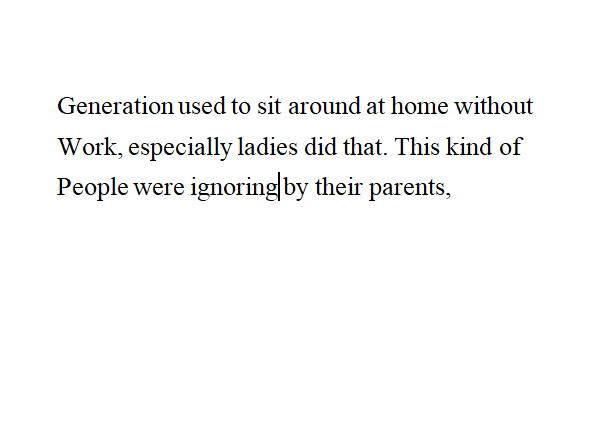 Generation used to sit around at home without
Work, especially ladies did that. This kind of
People were ignoring by their parents,